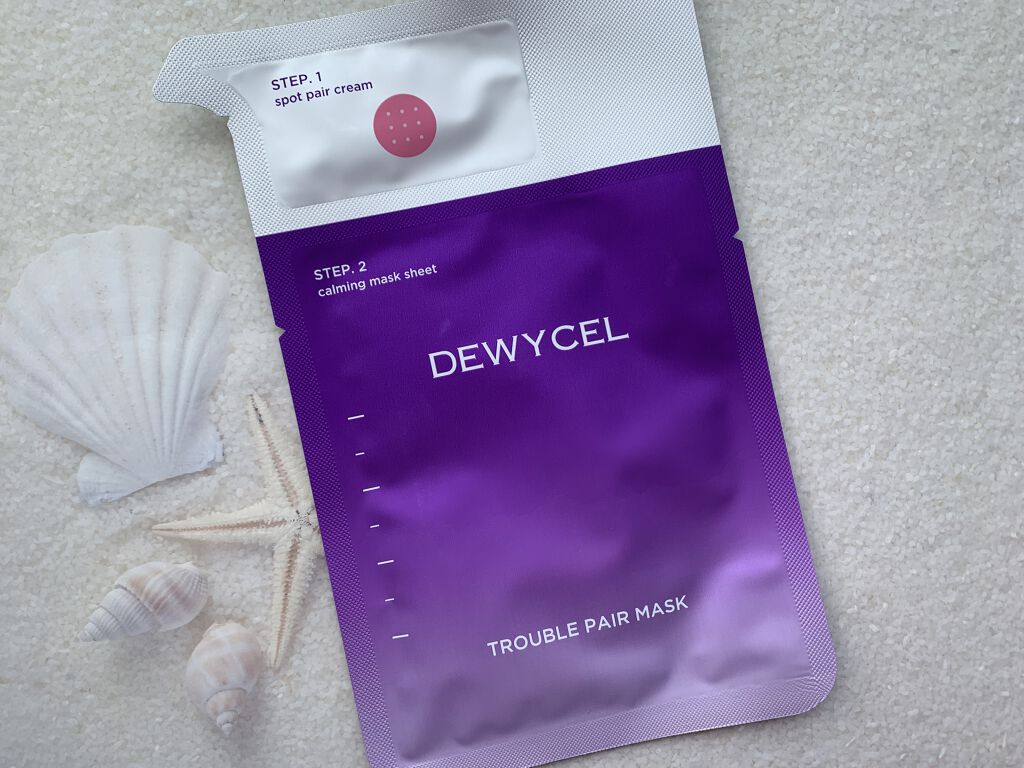 STEP. 1
spot pair cream
STEP. 2
calming mask sheet
DEWYCEL
TROUBLE PAIR MASK